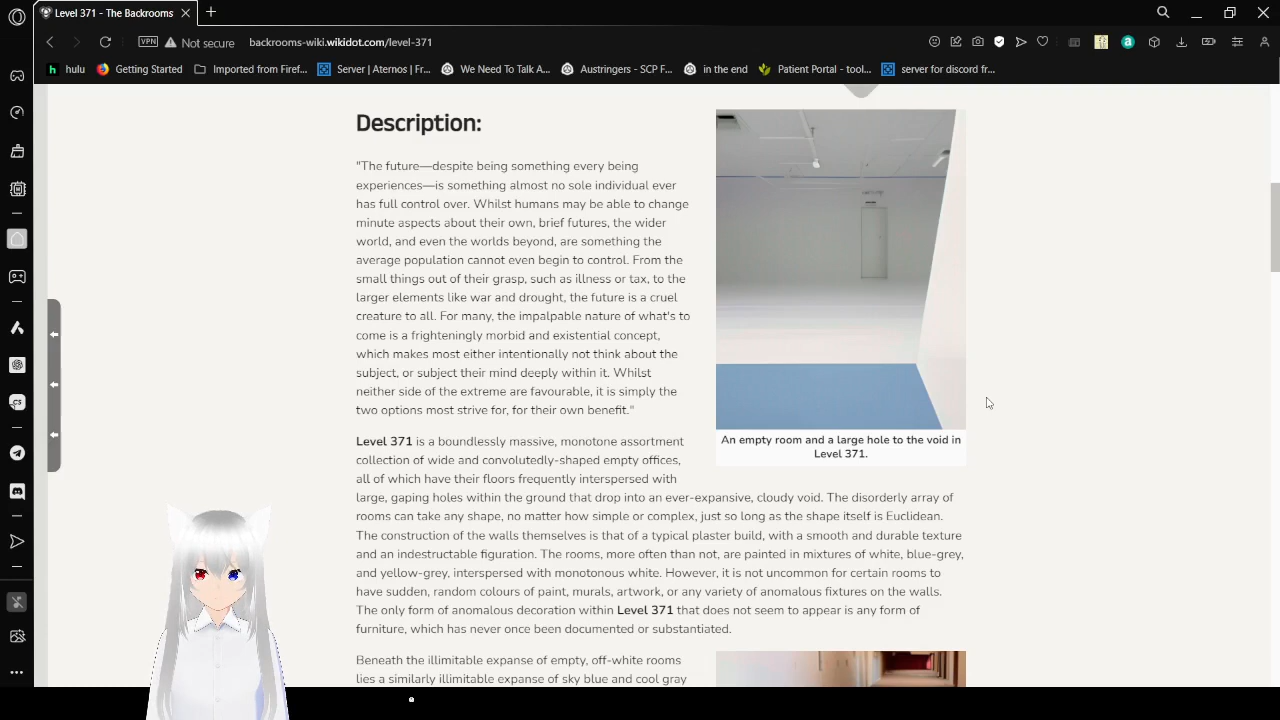 Level 371 - The Backrooms
VPN
Not secure
backrooms-wiki.wikidot.com/level-371
hulu
Getting Started
Imported from Firef...
Server | Aternos | Fr...
We Need To Talk A...
Austringers - SCP F...
in the end
Patient Portal - tool...
server for discord fr...
Description:
"The future—despite being something every being
experiences—is something almost no sole individual ever
has full control over. Whilst humans may be able to change
minute aspects about their own, brief futures, the wider
world, and even the worlds beyond, are something the
average population cannot even begin to control. From the
small things out of their grasp, such as illness or tax, to the
larger elements like war and drought, the future is a cruel
creature to all. For many, the impalpable nature of what's to
come is a frighteningly morbid and existential concept,
which makes most either intentionally not think about the
subject, or subject their mind deeply within it. Whilst
neither side of the extreme are favourable, it is simply the
two options most strive for, for their own benefit."
An empty room and a large hole to the void in
Level 371.
Level 371 is a boundlessly massive, monotone assortment
collection of wide and convolutedly-shaped empty offices,
all of which have their floors frequently interspersed with
large, gaping holes within the ground that drop into an ever-expansive, cloudy void. The disorderly array of
rooms can take any shape, no matter how simple or complex, just so long as the shape itself is Euclidean.
The construction of the walls themselves is that of a typical plaster build, with a smooth and durable texture
and an indestructable figuration. The rooms, more often than not, are painted in mixtures of white, blue-grey,
and yellow-grey, interspersed with monotonous white. However, it is not uncommon for certain rooms to
have sudden, random colours of paint, murals, artwork, or any variety of anomalous fixtures on the walls.
The only form of anomalous decoration within Level 371 that does not seem to appear is any form of
furniture, which has never once been documented or substantiated.
Beneath the illimitable expanse of empty, off-white rooms
lies a similarly illimitable expanse of sky blue and cool gray